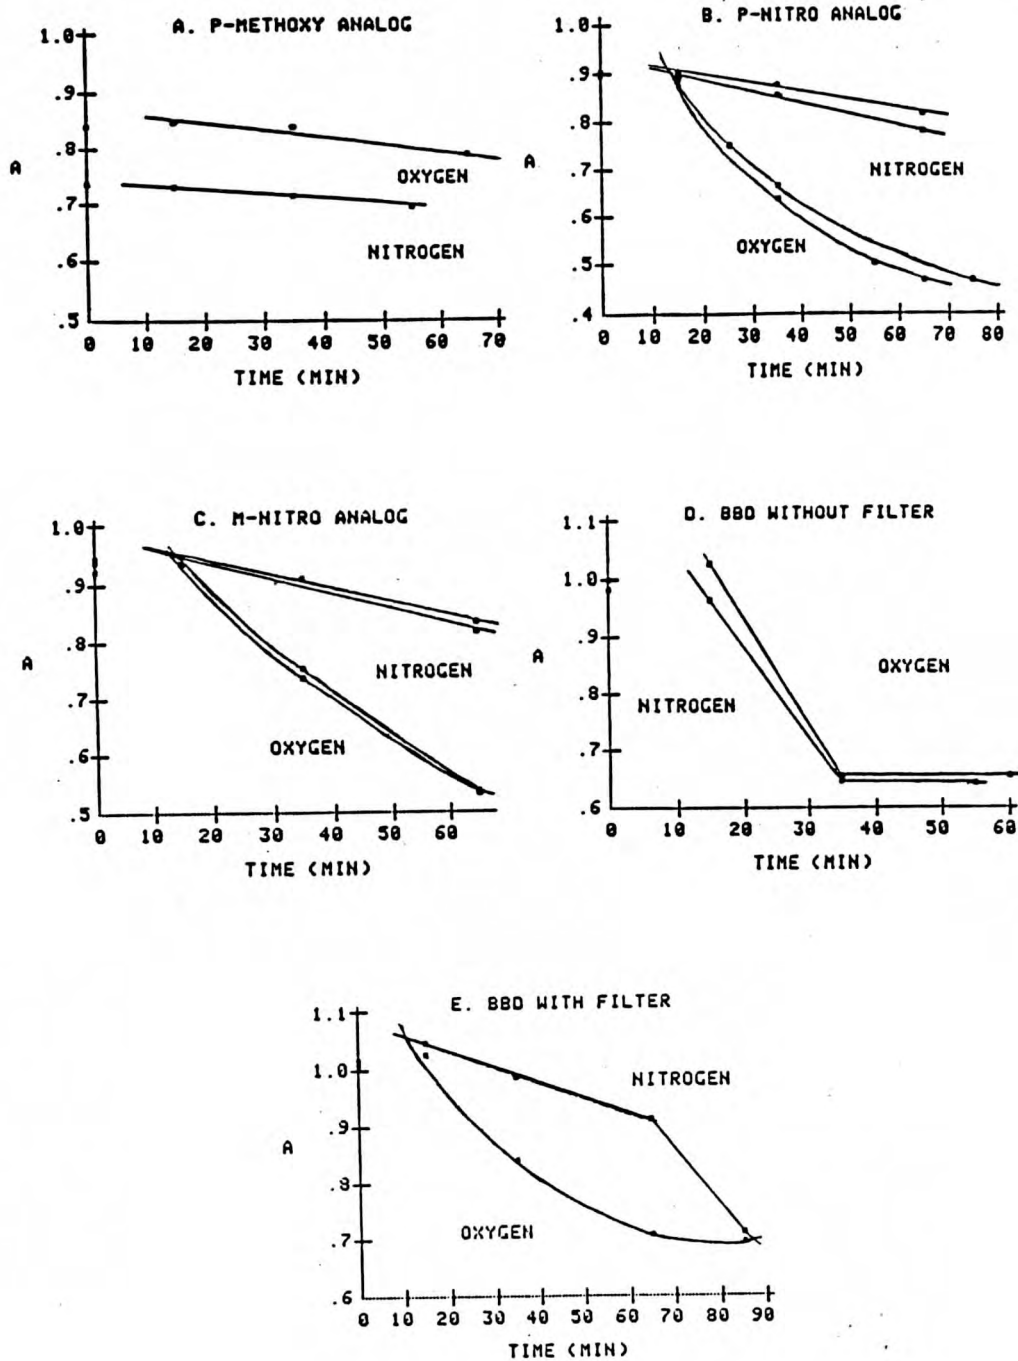 A. P-METHOXY ANALOG
1.0
.9
.8
.7
.6
.5
A
OXYGEN
NITROGEN
0 10 20 30 40 50 60 70
TIME (MIN)
B. P-NITRO ANALOG
1.0
.9
.8
.7
.6
.5
.4
A
NITROGEN
OXYGEN
0 10 20 30 40 50 60 70 80
TIME (MIN)
C. M-NITRO ANALOG
1.0
.9
.8
.7
.6
.5
A
NITROGEN
OXYGEN
0 10 20 30 40 50 60
TIME (MIN)
D. BBD WITHOUT FILTER
1.1
1.0
.9
.8
.7
.6
A
OXYGEN
NITROGEN
0 10 20 30 40 50 60
TIME (MIN)
E. BBD WITH FILTER
1.1
1.0
.9
.8
.7
.6
A
NITROGEN
OXYGEN
0 10 20 30 40 50 60 70 80 90
TIME (MIN)